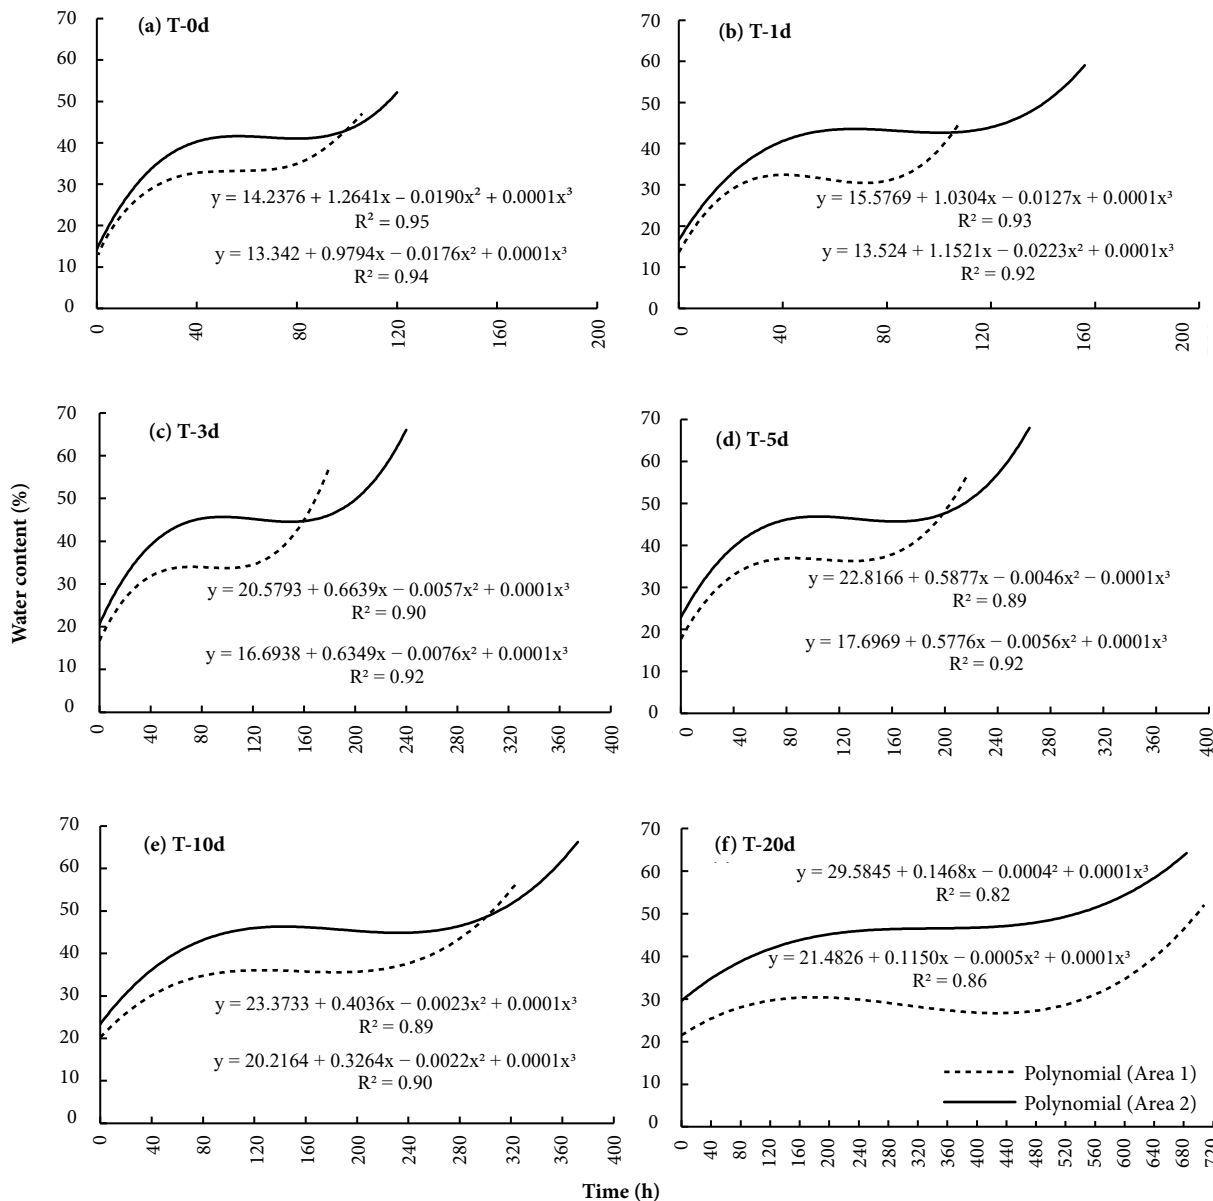 (a) T-0d
70
60
50
40
30
20
10
0
y = 14.2376 + 1.2641x − 0.0190x² + 0.0001x³
R² = 0.95
y = 13.342 + 0.9794x − 0.0176x² + 0.0001x³
R² = 0.94
0 40 80 120 160 200
(b) T-1d
70
60
50
40
30
20
10
0
y = 15.5769 + 1.0304x − 0.0127x + 0.0001x³
R² = 0.93
y = 13.524 + 1.1521x − 0.0223x² + 0.0001x³
R² = 0.92
0 40 80 120 160 200
Water content (%)
(c) T-3d
70
60
50
40
30
20
10
0
y = 20.5793 + 0.6639x − 0.0057x² + 0.0001x³
R² = 0.90
y = 16.6938 + 0.6349x − 0.0076x² + 0.0001x³
R² = 0.92
0 40 80 120 160 200 240 280 320 360 400
(d) T-5d
70
60
50
40
30
20
10
0
y = 22.8166 + 0.5877x − 0.0046x² − 0.0001x³
R² = 0.89
y = 17.6969 + 0.5776x − 0.0056x² + 0.0001x³
R² = 0.92
0 40 80 120 160 200 240 280 320 360 400
(e) T-10d
70
60
50
40
30
20
10
0
y = 23.3733 + 0.4036x − 0.0023x² + 0.0001x³
R² = 0.89
y = 20.2164 + 0.3264x − 0.0022x² + 0.0001x³
R² = 0.90
0 40 80 120 160 200 240 280 320 360 400
(f) T-20d
70
60
50
40
30
20
10
0
y = 29.5845 + 0.1468x − 0.0004² + 0.0001x³
R² = 0.82
y = 21.4826 + 0.1150x − 0.0005x² + 0.0001x³
R² = 0.86
Polynomial (Area 1)
Polynomial (Area 2)
0 40 80 120 160 200 240 280 320 360 400 440 480 520 560 600 640 680 720
Time (h)